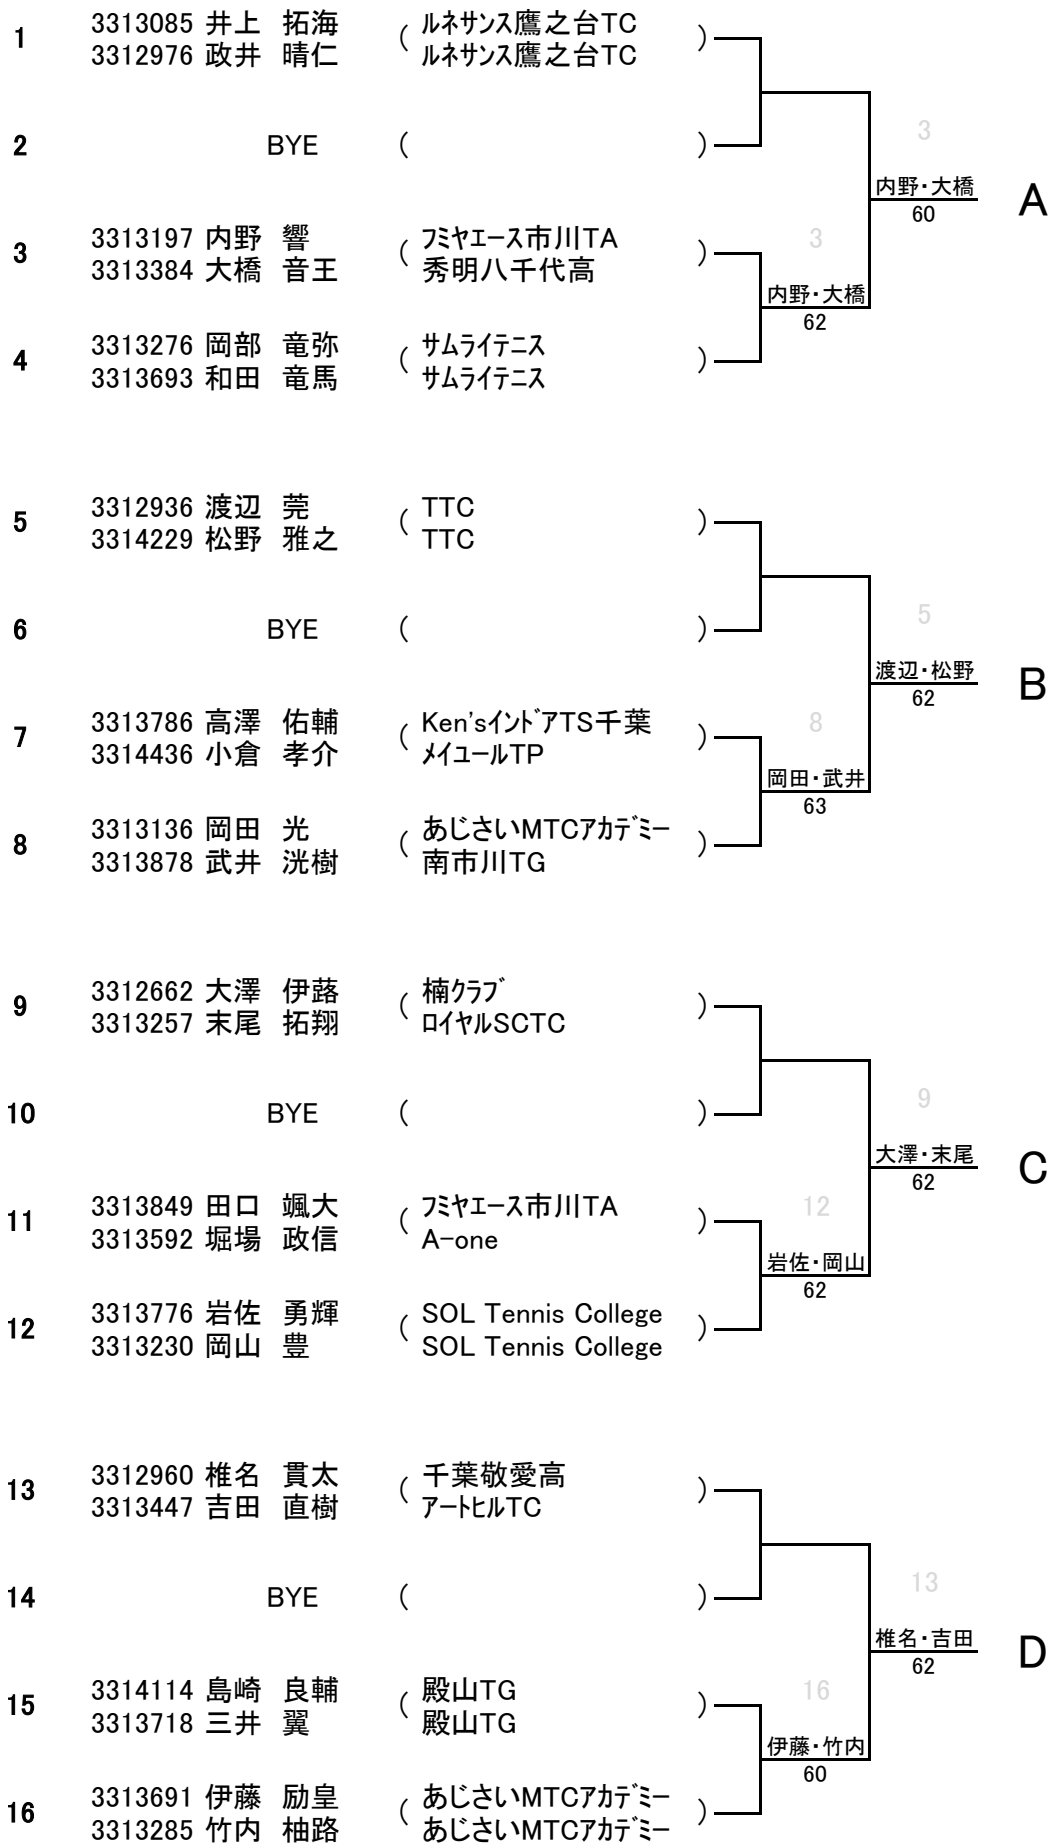 1 3313085 井上 拓海 ( ﾙﾈｻﾝｽ鷹之台TC )
3312976 政井 晴仁 ﾙﾈｻﾝｽ鷹之台TC
2 BYE ( )
3
内野・大橋 A
60
3 3313197 内野 響 ( ﾌﾐﾔｴｰｽ市川TA ) 3
3313384 大橋 音王 秀明八千代高
内野・大橋
62
4 3313276 岡部 竜弥 ( ｻﾑﾗｲﾃﾆｽ )
3313693 和田 竜馬 ｻﾑﾗｲﾃﾆｽ
5 3312936 渡辺 莞 ( TTC )
3314229 松野 雅之 TTC
6 BYE ( )
5
渡辺・松野 B
62
7 3313786 高澤 佑輔 ( Ken'sｲﾝﾄﾞｱTS千葉 ) 8
3314436 小倉 孝介 ﾒｲﾕｰﾙTP
岡田・武井
63
8 3313136 岡田 光 ( あじさいMTCｱｶﾃﾞﾐｰ )
3313878 武井 洸樹 南市川TG
9 3312662 大澤 伊蕗 ( 楠ｸﾗﾌﾞ )
3313257 末尾 拓翔 ﾛｲﾔﾙSCTC
10 BYE ( )
9
大澤・末尾 C
62
11 3313849 田口 颯大 ( ﾌﾐﾔｴｰｽ市川TA ) 12
3313592 堀場 政信 A-one
岩佐・岡山
62
12 3313776 岩佐 勇輝 ( SOL Tennis College )
3313230 岡山 豊 SOL Tennis College
13 3312960 椎名 貫太 ( 千葉敬愛高 )
3313447 吉田 直樹 ｱｰﾄﾋﾙTC
14 BYE ( )
13
椎名・吉田 D
62
15 3314114 島崎 良輔 ( 殿山TG ) 16
3313718 三井 翼 殿山TG
伊藤・竹内
60
16 3313691 伊藤 励皇 ( あじさいMTCｱｶﾃﾞﾐｰ )
3313285 竹内 柚路 あじさいMTCｱｶﾃﾞﾐｰ